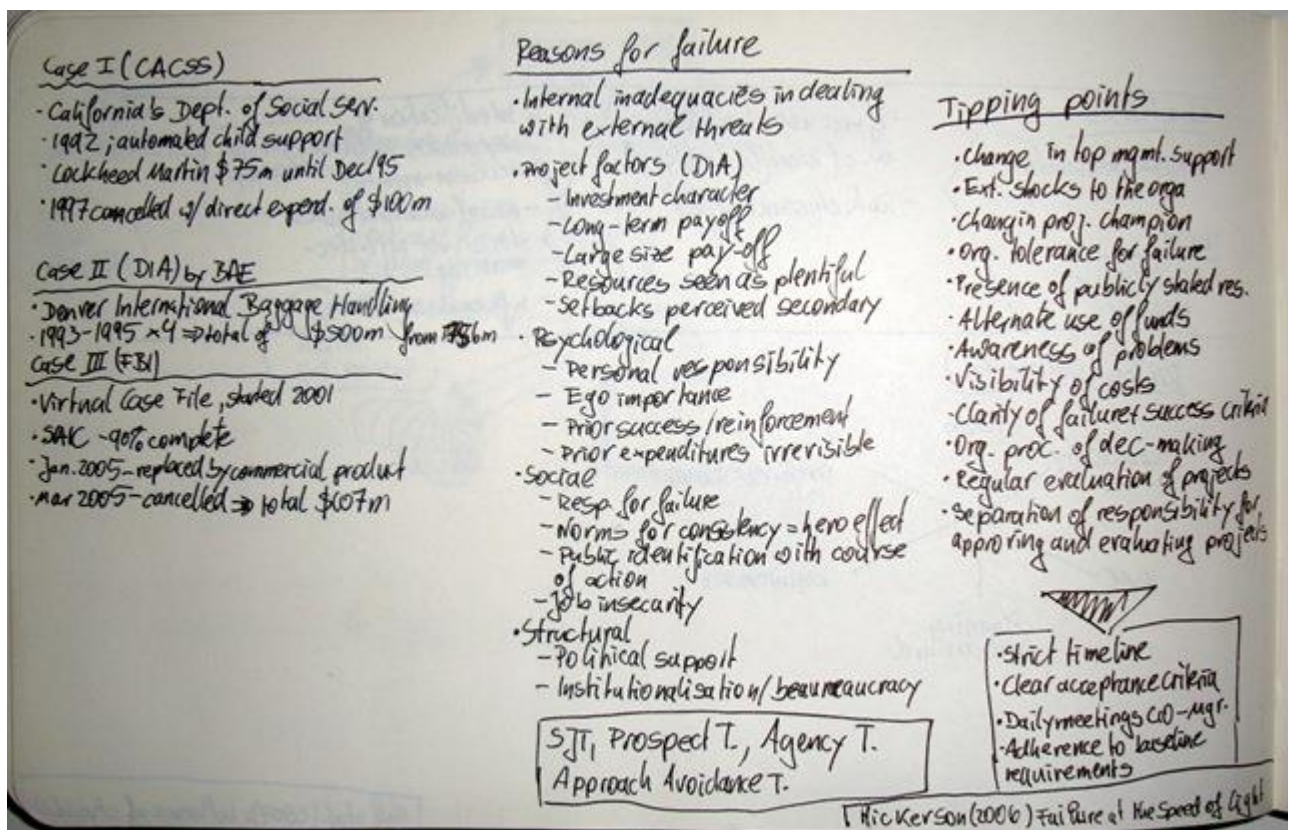 Case I (CACSS)
· California's Dept. of Social Serv.
· 1992; automated child support
· Lockheed Martin $75m until Dec/95
· 1997 cancelled w/ direct expend. of $100m
Case II (DIA) by BAE
· Denver International Baggage Handling
· 1993-1995 x4 ⇒ total of $500m from
Case III (FBI)
· Virtual Case File, started 2001
· SAIC - 90% complete
· Jan. 2005 - replaced by commercial product
· Mar 2005 - cancelled ⇒ total $607m
Reasons for failure
· Internal inadequacies in dealing
with external threats
· Project factors (DIA)
- Investment character
- Long-term payoff
- Large size pay-off
- Resources seen as plentiful
- Setbacks perceived secondary
· Psychological
- Personal responsibility
- Ego importance
- Prior success/reinforcement
- Prior expenditures irrevisible
· Social
- Resp. for failure
- Norms for consistency = hero effect
- Public identification with course
of action
- Job insecurity
· Structural
- Political support
- Institutionalisation/beaureaucracy
SJT, Prospect T., Agency T.
Approach Avoidance T.
Tipping points
· Change in top mgmt. support
· Ext. shocks to the orga
· Chang in proj. champion
· Org. tolerance for failure
· Presence of publicly stated res.
· Alternate use of funds
· Awareness of problems
· Visibility of costs
- Clarity of failure + success criteria
· Org. proc. of dec-making
· Regular evaluation of projects
· Separation of responsibility for
approving and evaluating projects
· Strict timeline
· Clear acceptance criteria
· Daily meetings CIO-Mgr.
· Adherence to baseline
requirements
(2006) Failure at the speed of light